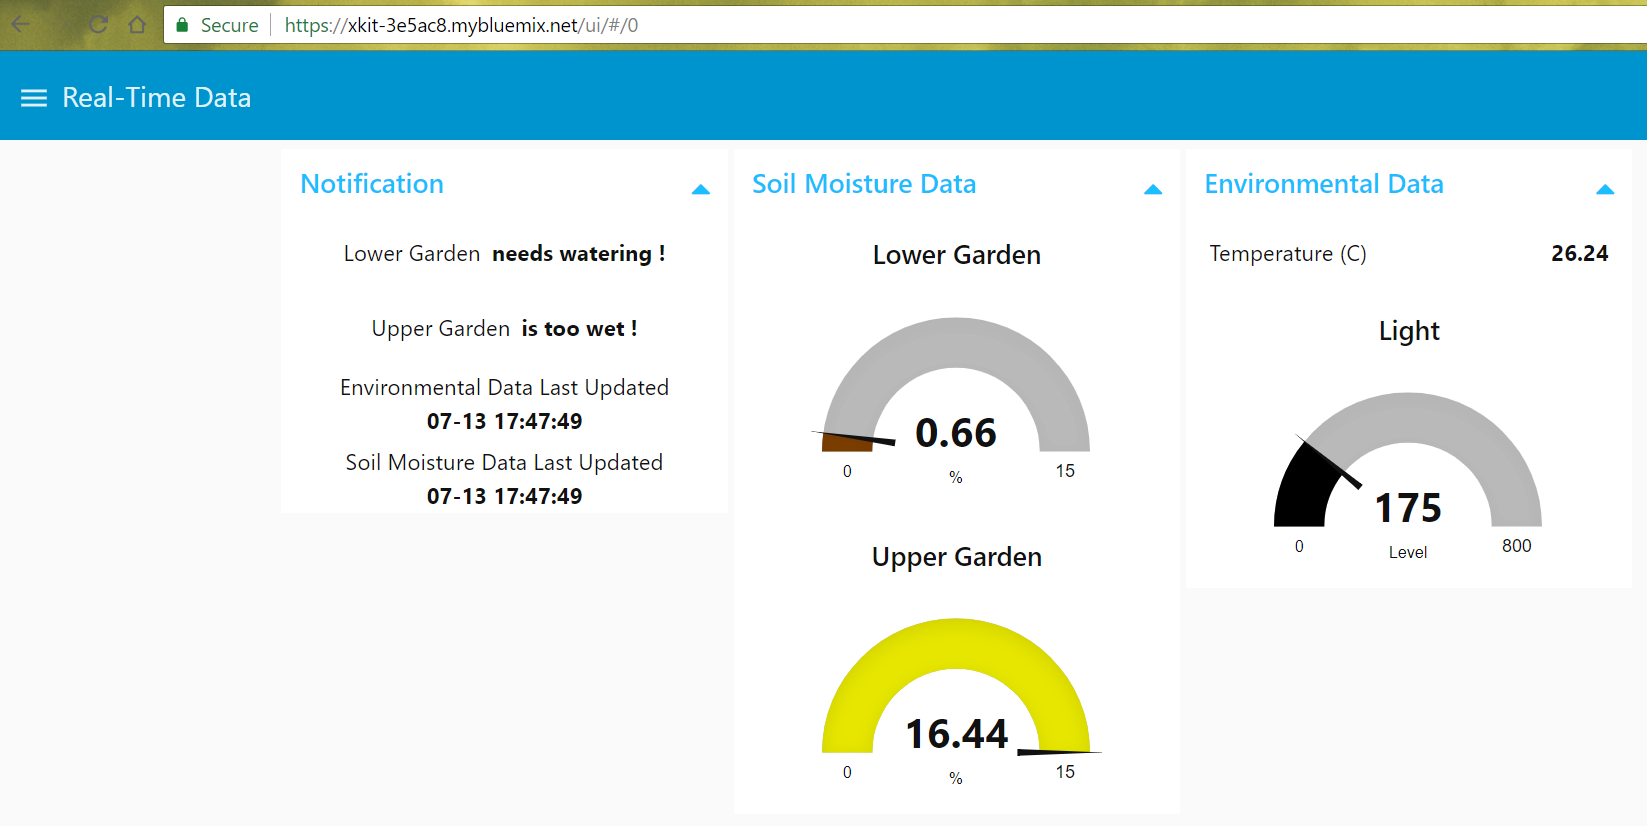 Secure https://xkit-3e5ac8.mybluemix.net/ui/#/0
Real-Time Data
Notification
Lower Garden needs watering !
Upper Garden is too wet !
Environmental Data Last Updated
07-13 17:47:49
Soil Moisture Data Last Updated
07-13 17:47:49
Soil Moisture Data
Lower Garden
0.66
0 % 15
Upper Garden
16.44
0 % 15
Environmental Data
Temperature (C) 26.24
Light
175
0 Level 800